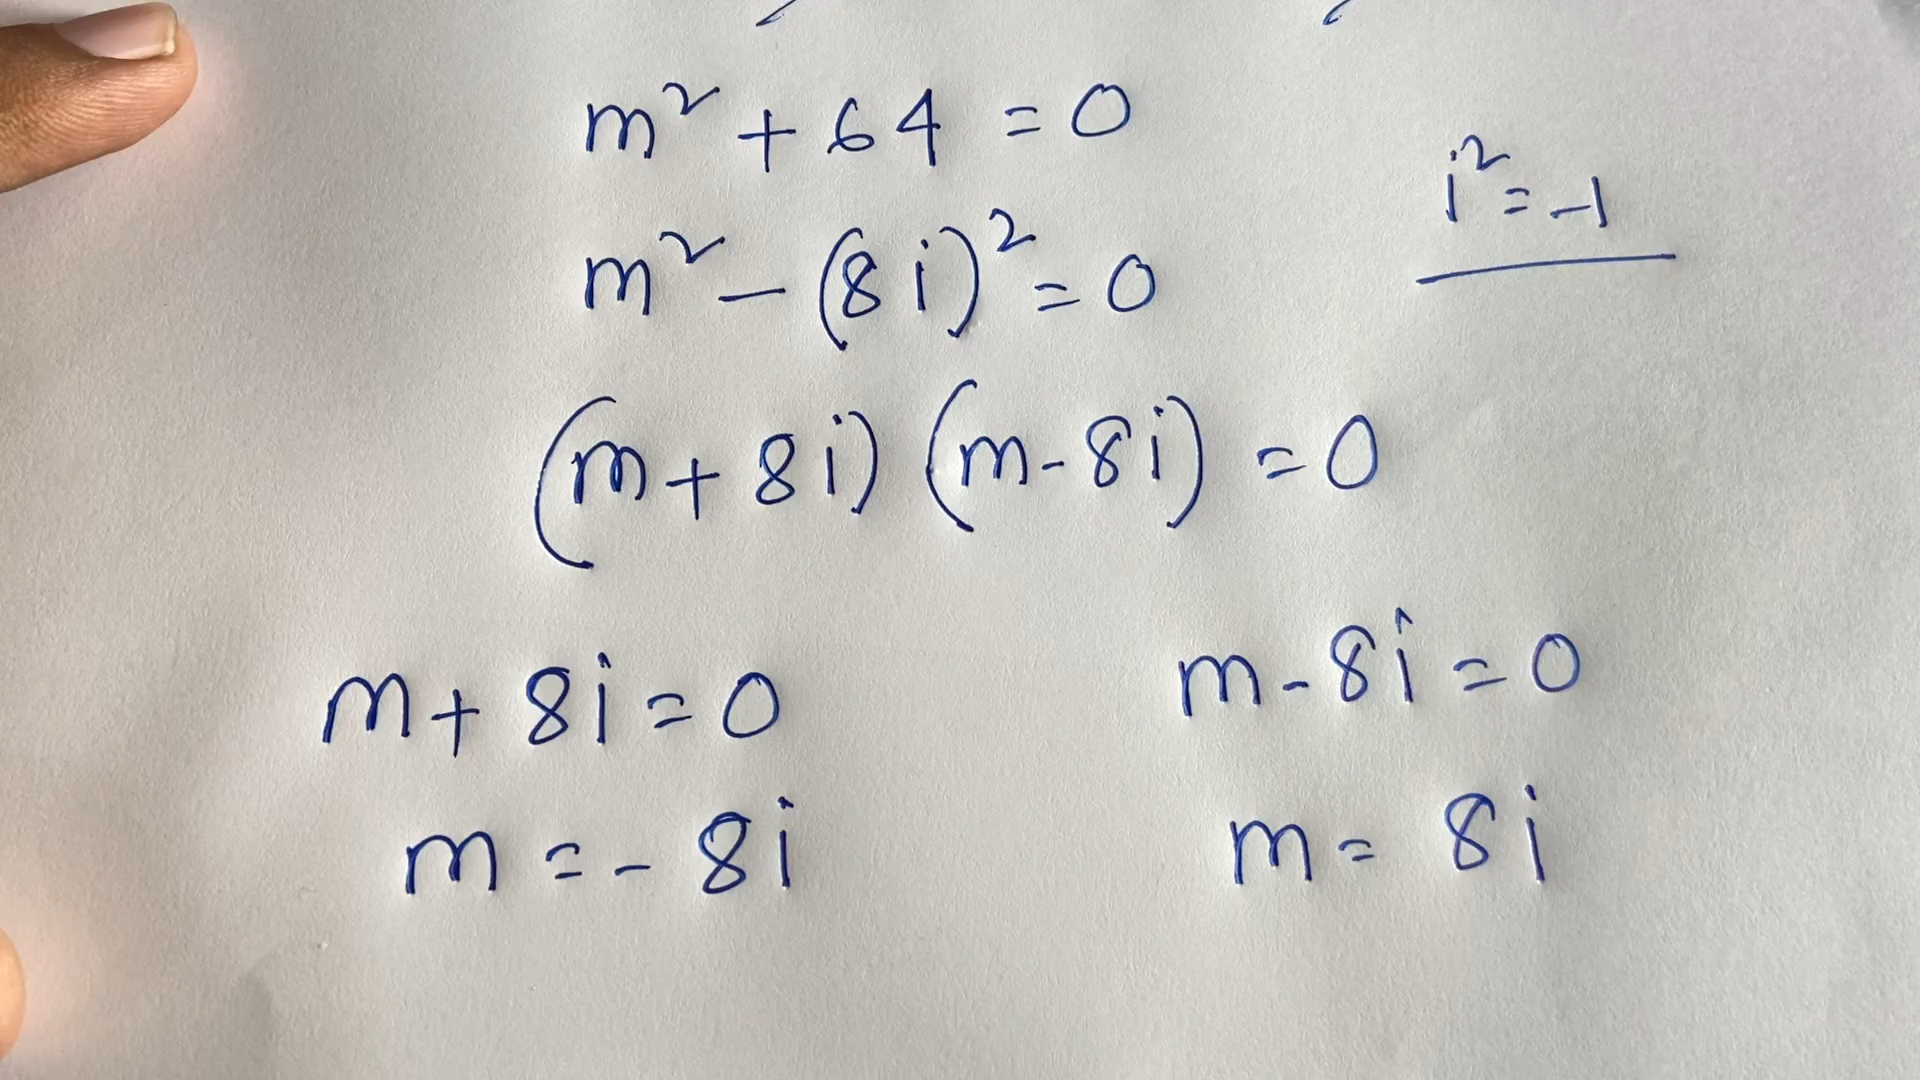 m² + 64 = 0
i² = -1
m² - (8i)² = 0
(m + 8i) (m - 8i) = 0
m + 8i = 0
m - 8i = 0
m = - 8i
m = 8i